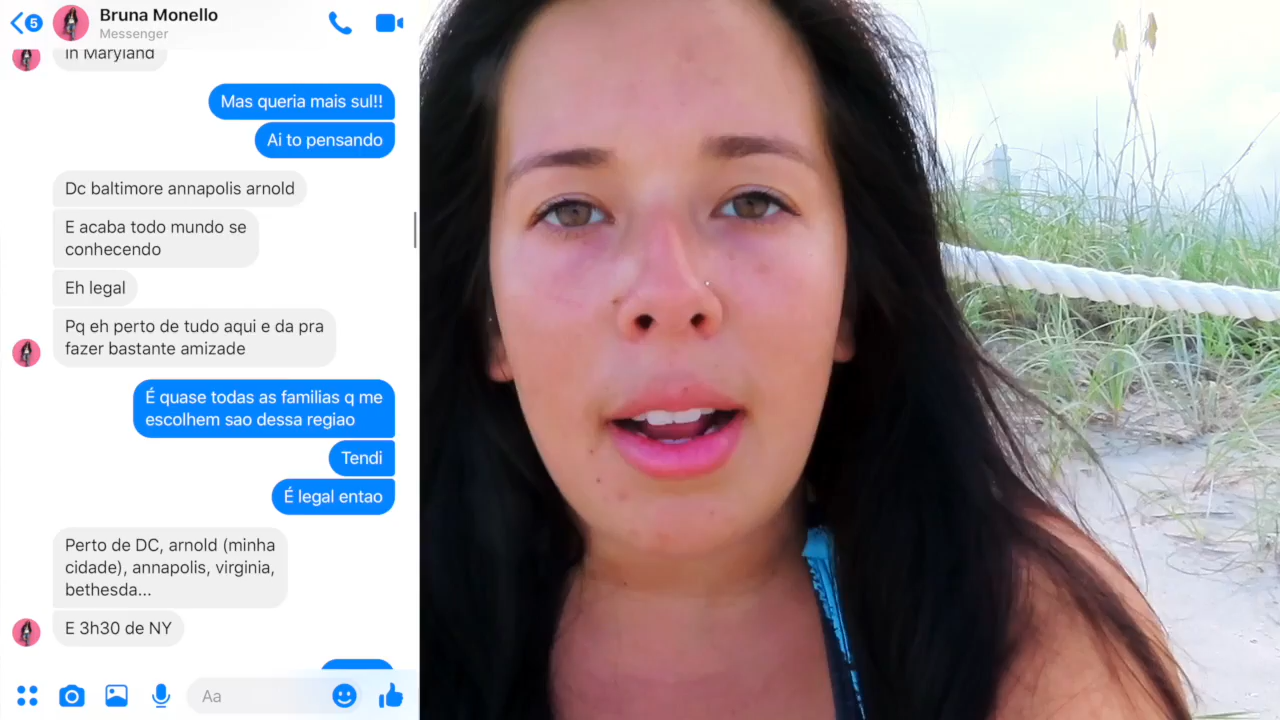 5
Bruna Monello
Messenger
in Maryland
Mas queria mais sul!!
Ai to pensando
Dc baltimore annapolis arnold
E acaba todo mundo se
conhecendo
Eh legal
Pq eh perto de tudo aqui e da pra
fazer bastante amizade
É quase todas as familias q me
escolhem sao dessa regiao
Tendi
É legal entao
Perto de DC, arnold (minha
cidade), annapolis, virginia,
bethesda...
E 3h30 de NY
Aa